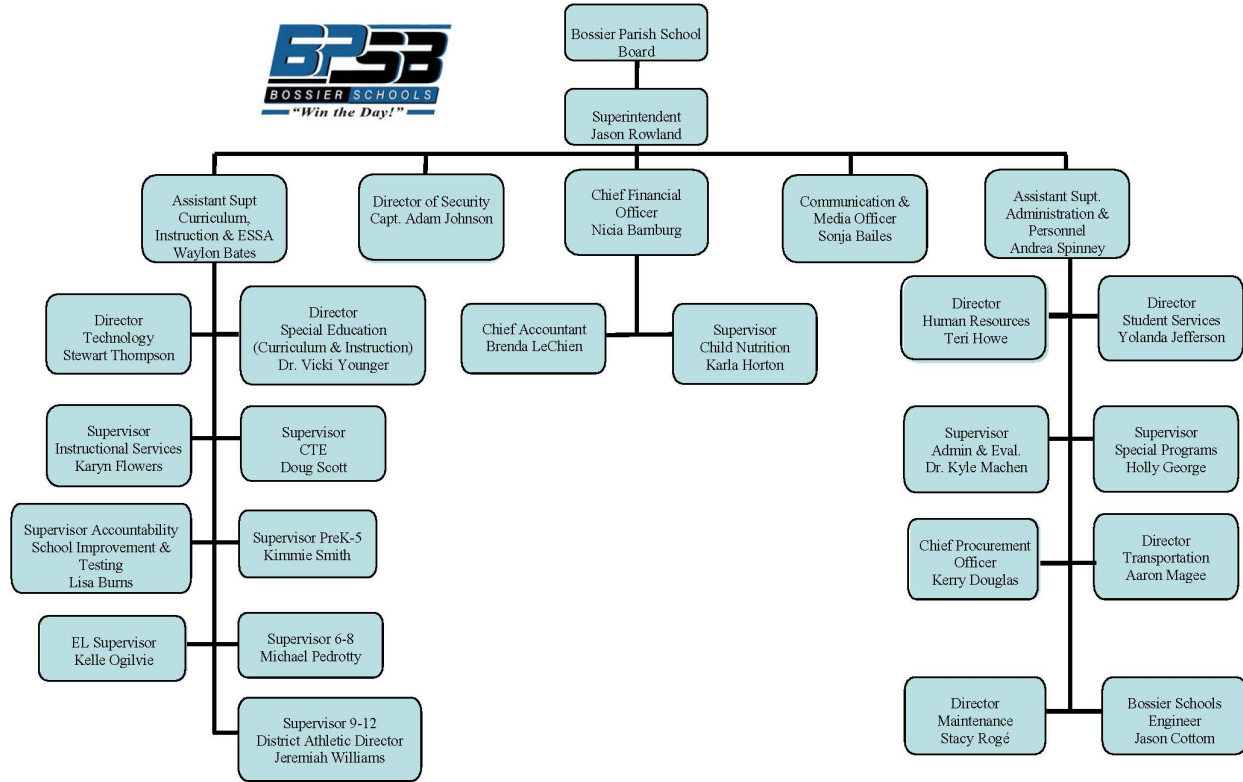 BPSB
BOSSIER SCHOOLS
"Win the Day!"
Bossier Parish School
Board
Superintendent
Jason Rowland
Assistant Supt
Curriculum,
Instruction & ESSA
Waylon Bates
Director of Security
Capt. Adam Johnson
Chief Financial
Officer
Nicia Bamburg
Communication &
Media Officer
Sonja Bailes
Assistant Supt.
Administration &
Personnel
Andrea Spinney
Director
Technology
Stewart Thompson
Director
Special Education
(Curriculum & Instruction)
Dr. Vicki Younger
Chief Accountant
Brenda LeChien
Supervisor
Child Nutrition
Karla Horton
Director
Human Resources
Teri Howe
Director
Student Services
Yolanda Jefferson
Supervisor
Instructional Services
Karyn Flowers
Supervisor
CTE
Doug Scott
Supervisor
Admin & Eval.
Dr. Kyle Machen
Supervisor
Special Programs
Holly George
Supervisor Accountability
School Improvement &
Testing
Lisa Burns
Supervisor PreK-5
Kimmie Smith
Chief Procurement
Officer
Kerry Douglas
Director
Transportation
Aaron Magee
EL Supervisor
Kelle Ogilvie
Supervisor 6-8
Michael Pedrotty
Supervisor 9-12
District Athletic Director
Jeremiah Williams
Director
Maintenance
Stacy Rogé
Bossier Schools
Engineer
Jason Cottom